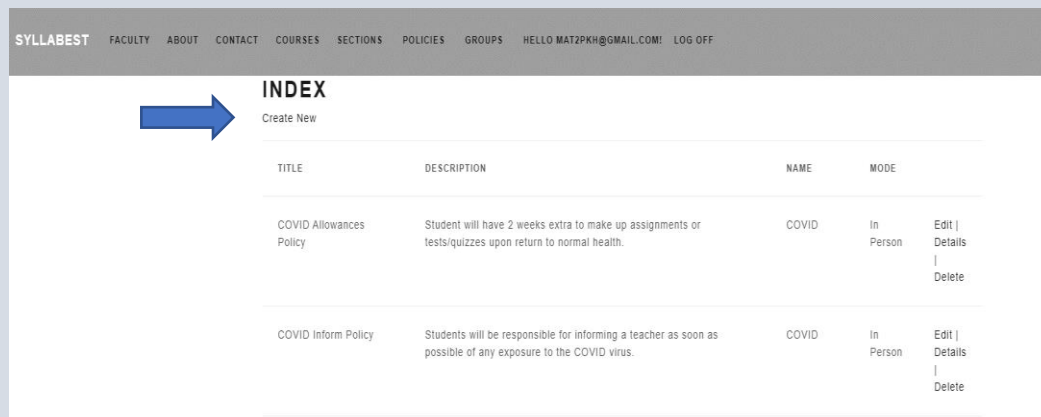 SYLLABEST FACULTY ABOUT CONTACT COURSES SECTIONS POLICIES GROUPS HELLO MAT2PKH@GMAIL.COM! LOG OFF
INDEX
Create New
TITLE DESCRIPTION NAME MODE
COVID Allowances Student will have 2 weeks extra to make up assignments or COVID In Edit |
Policy tests/quizzes upon return to normal health. Person Details
|
Delete
COVID Inform Policy Students will be responsible for informing a teacher as soon as COVID In Edit |
possible of any exposure to the COVID virus. Person Details
|
Delete